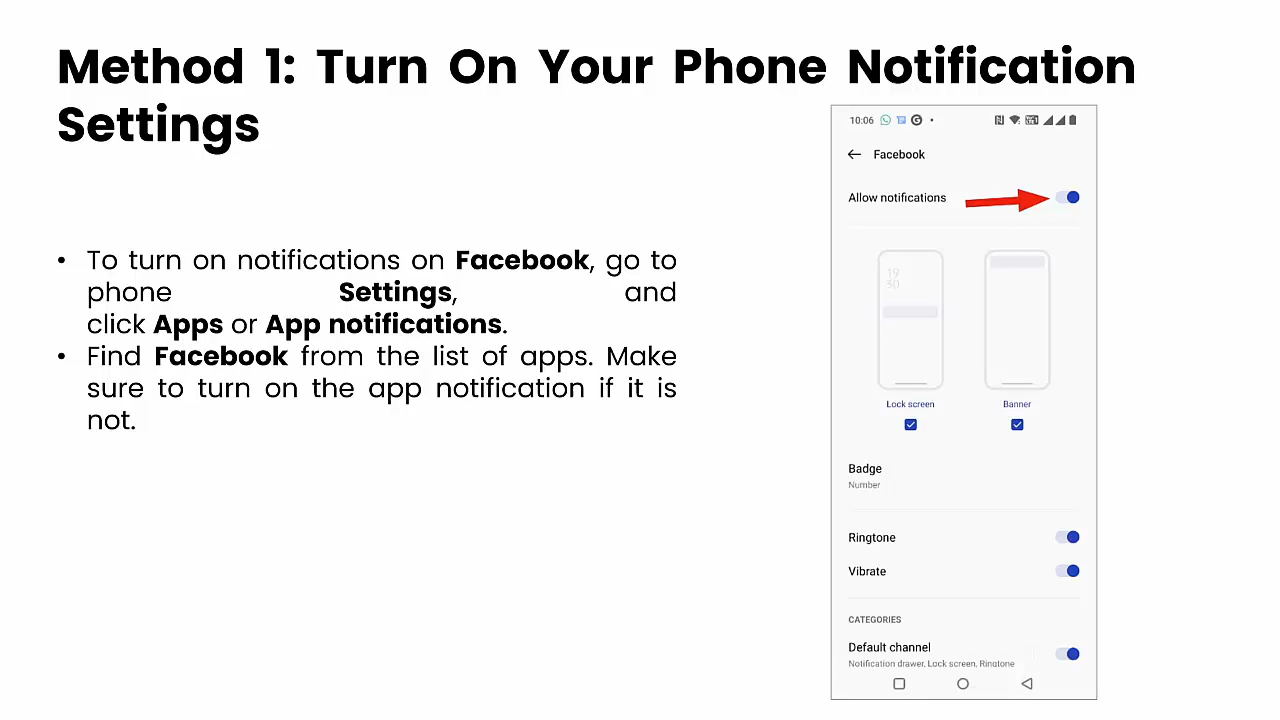 Method 1: Turn On Your Phone Notification
Settings
• To turn on notifications on Facebook, go to
phone Settings, and
click Apps or App notifications.
• Find Facebook from the list of apps. Make
sure to turn on the app notification if it is
not.
10:06
Facebook
Allow notifications
19
30
Lock screen
Banner
Badge
Number
Ringtone
Vibrate
CATEGORIES
Default channel
Notification drawer, Lock screen, Ringtone